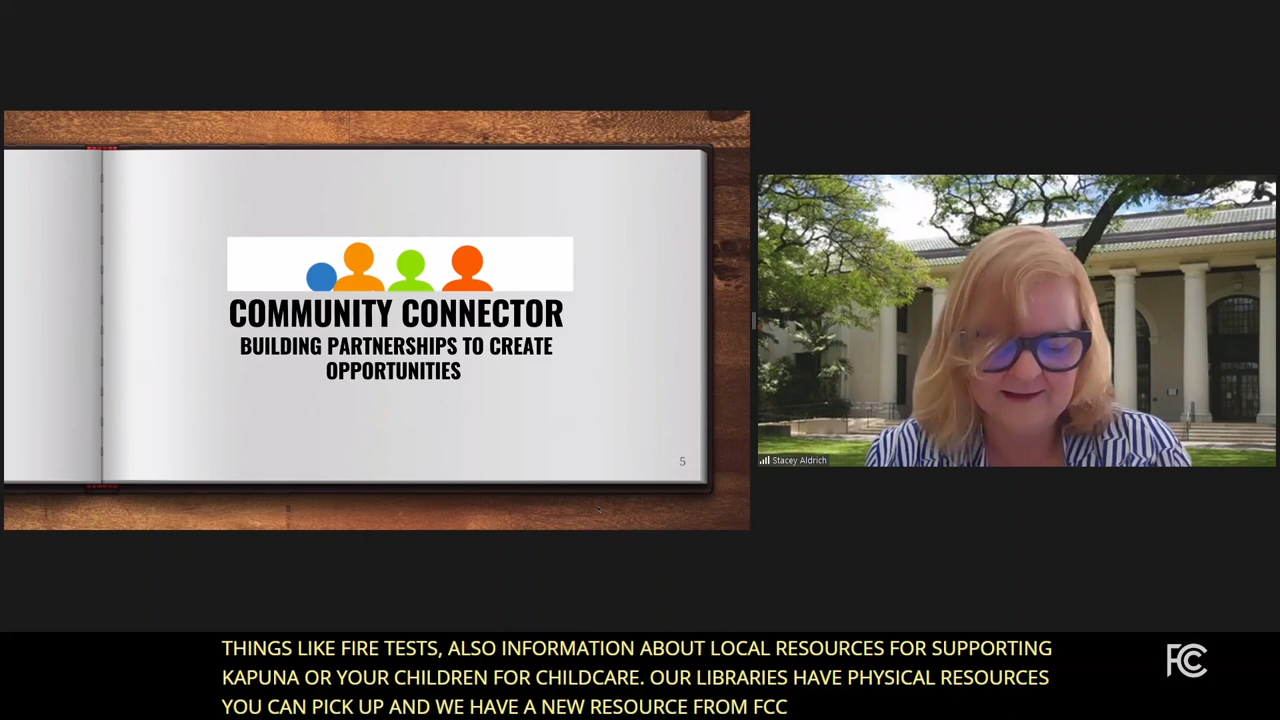 COMMUNITY CONNECTOR
BUILDING PARTNERSHIPS TO CREATE
OPPORTUNITIES
5
Stacey Aldrich
THINGS LIKE FIRE TESTS, ALSO INFORMATION ABOUT LOCAL RESOURCES FOR SUPPORTING
KAPUNA OR YOUR CHILDREN FOR CHILDCARE. OUR LIBRARIES HAVE PHYSICAL RESOURCES
YOU CAN PICK UP AND WE HAVE A NEW RESOURCE FROM FCC
FCC